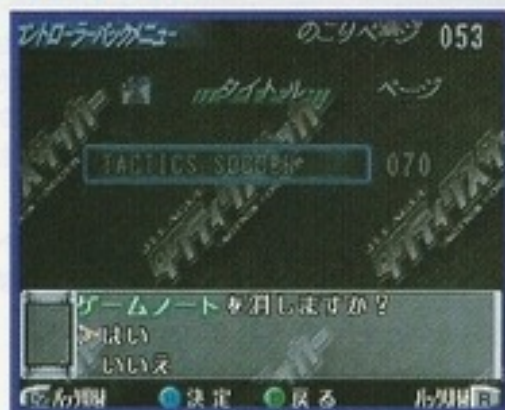 コントローラーパックメニュー のこりページ 053
タイトル ページ
TACTICS SOCCER 070
ゲームノートを消しますか?
はい
いいえ
決定 戻る R